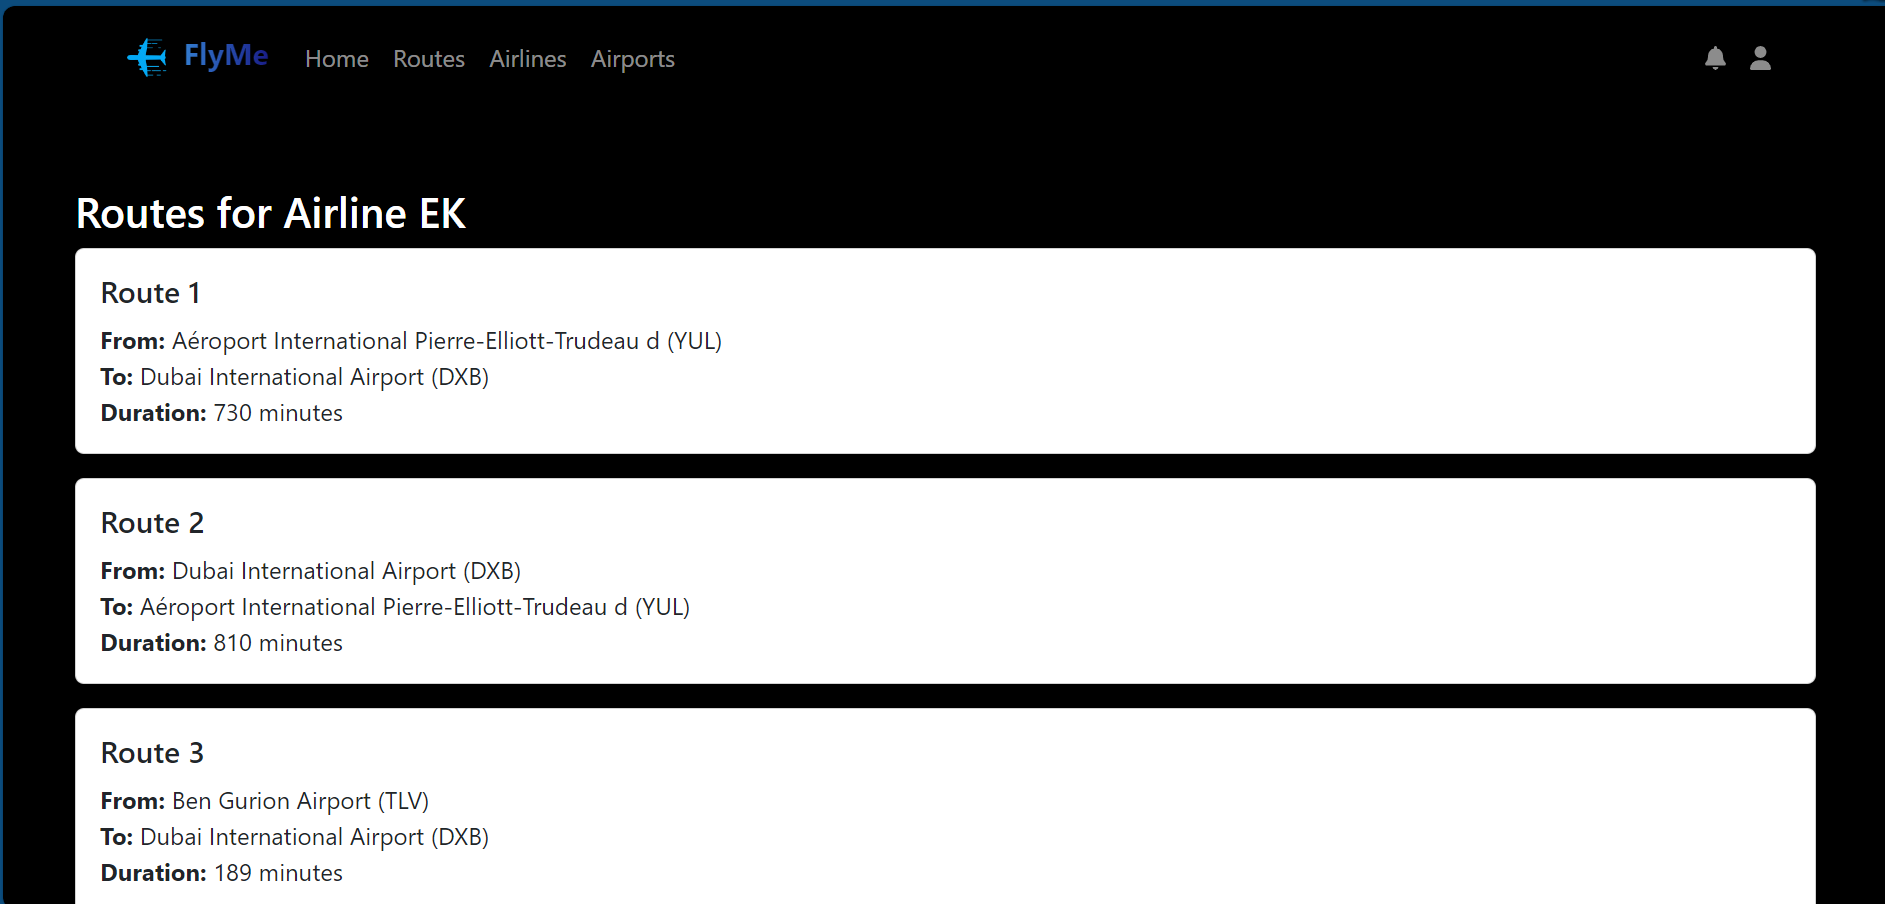 FlyMe Home Routes Airlines Airports
Routes for Airline EK
Route 1
From: Aéroport International Pierre-Elliott-Trudeau d (YUL)
To: Dubai International Airport (DXB)
Duration: 730 minutes
Route 2
From: Dubai International Airport (DXB)
To: Aéroport International Pierre-Elliott-Trudeau d (YUL)
Duration: 810 minutes
Route 3
From: Ben Gurion Airport (TLV)
To: Dubai International Airport (DXB)
Duration: 189 minutes